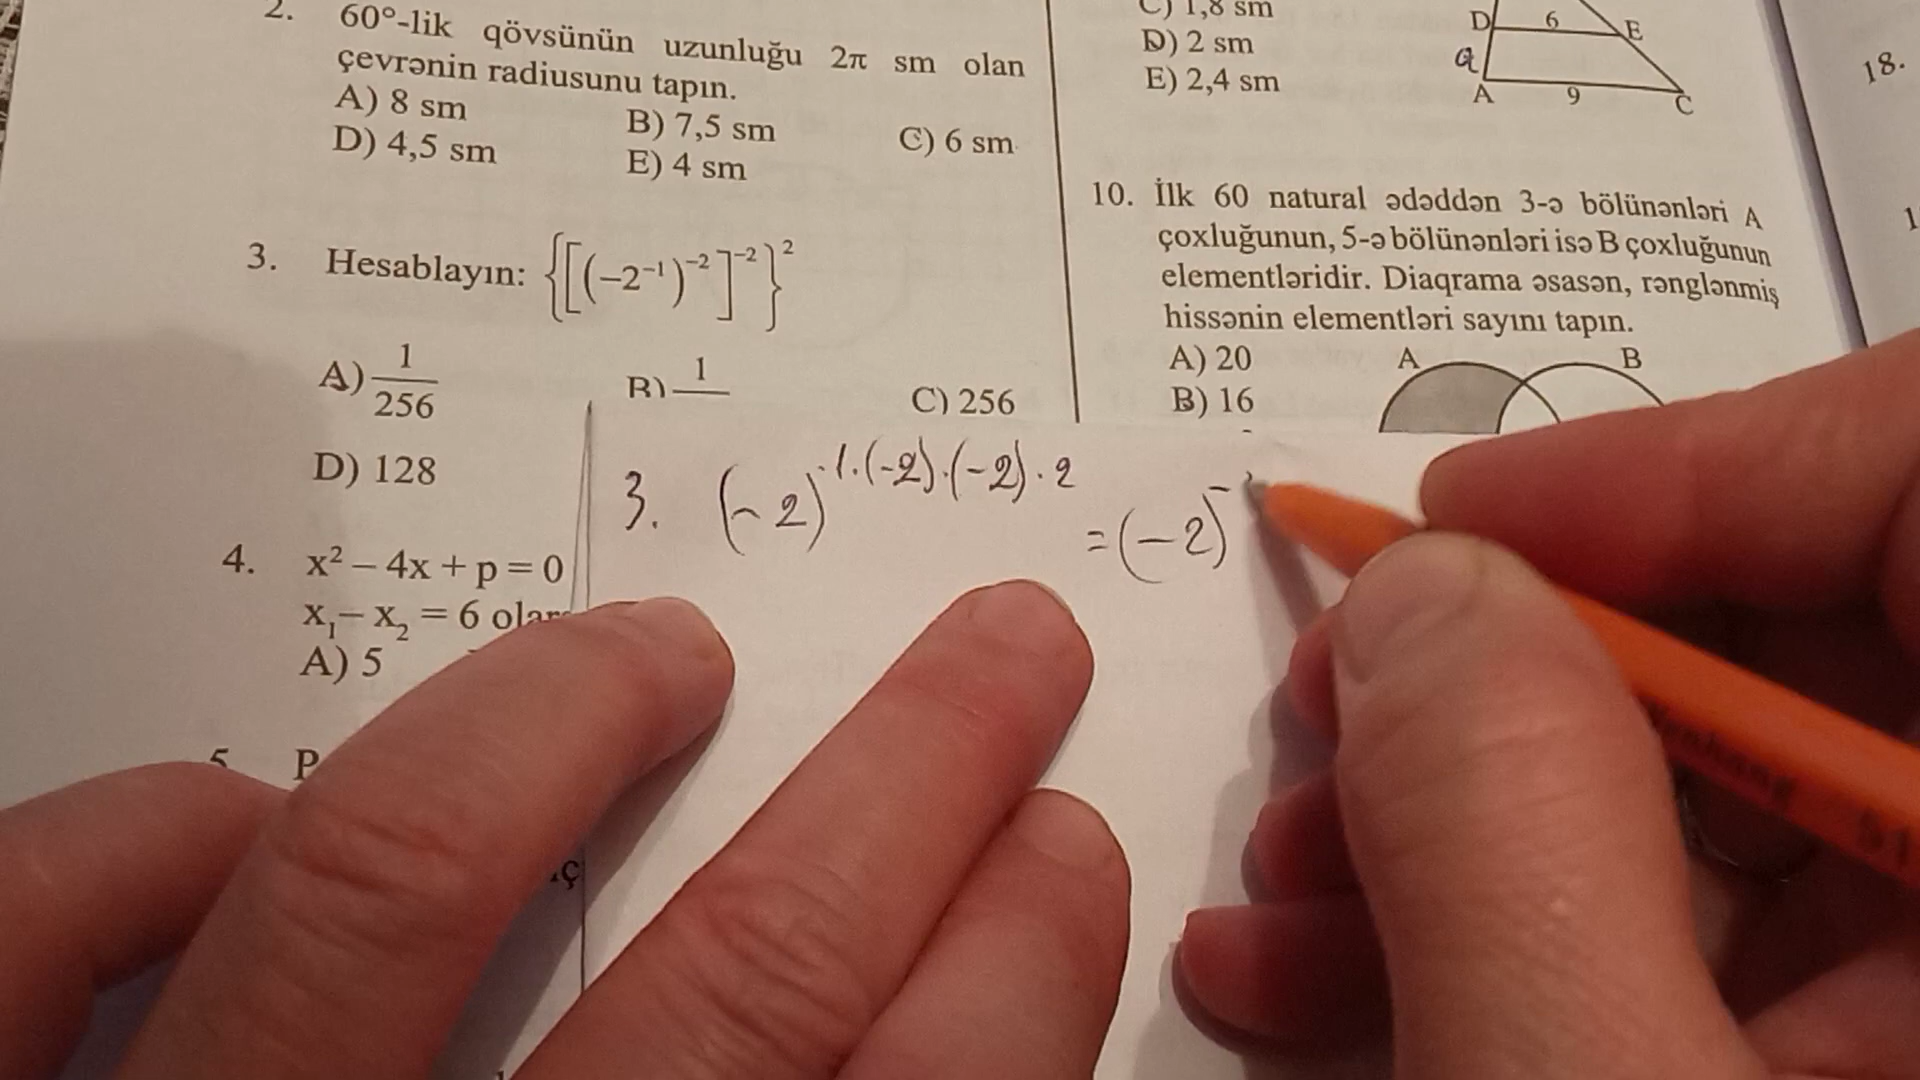 2. 60°-lik qövsünün uzunluğu 2π sm olan
çevrənin radiusunu tapın.
A) 8 sm B) 7,5 sm C) 6 sm
D) 4,5 sm E) 4 sm
3. Hesablayın: {[(−2⁻¹)⁻²]⁻²}²
A) 1/256 B) 1 C) 256
D) 128
3. (−2)^-1·(−2)·(−2)·2
=(−2)⁻
4. x² – 4x + p = 0
x₁ – x₂ = 6
A) 5
5 P
C) 1,8 sm
D) 2 sm
E) 2,4 sm
D 6 E
A 9 C
10. İlk 60 natural ədəddən 3-ə bölünənləri A
çoxluğunun, 5-ə bölünənləri isə B çoxluğunun
elementləridir. Diaqrama əsasən, rənglənmiş
hissənin elementləri sayını tapın.
A) 20
B) 16
A B
18.